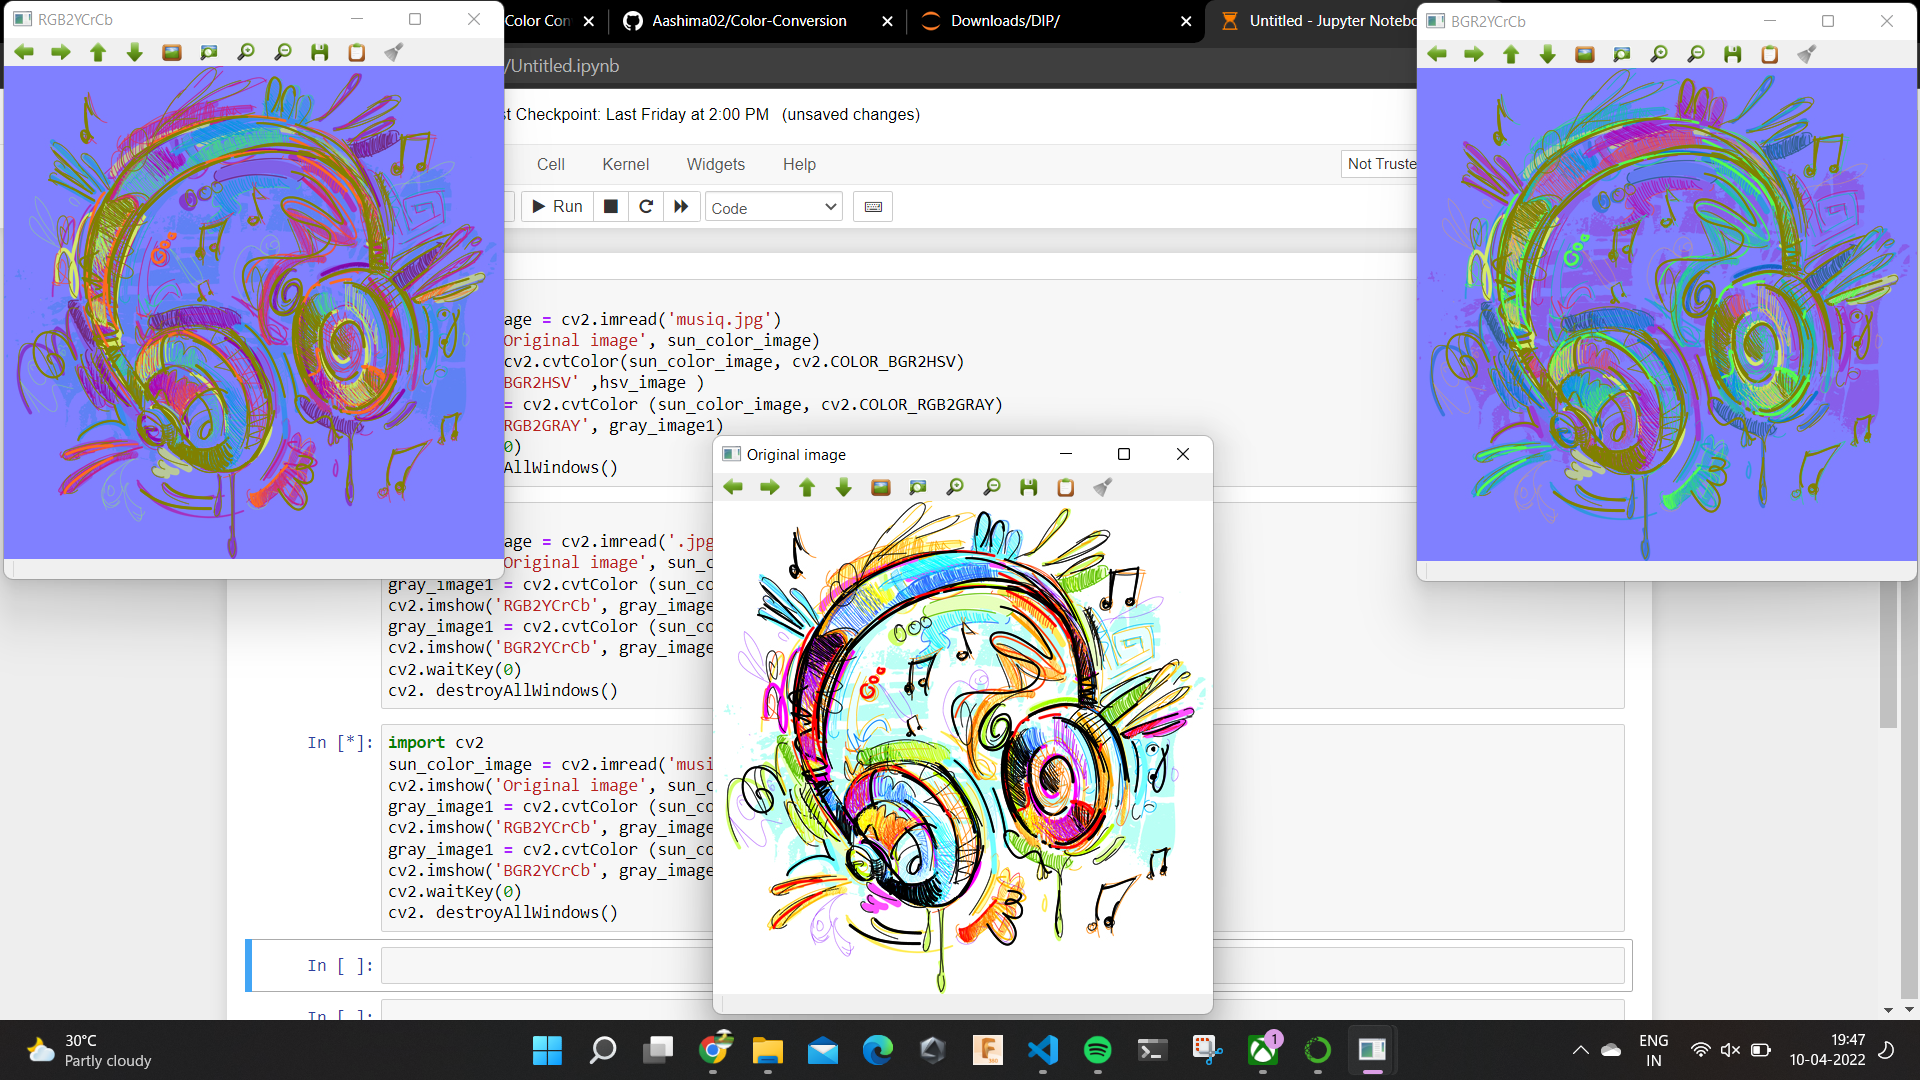 RGB2YCrCb
Color Con
Aashima02/Color-Conversion
Downloads/DIP/
Untitled - Jupyter Notebo
BGR2YCrCb
/Untitled.ipynb
st Checkpoint: Last Friday at 2:00 PM (unsaved changes)
Cell Kernel Widgets Help
Not Truste
Run
Code
age = cv2.imread('musiq.jpg')
Original image', sun_color_image)
cv2.cvtColor(sun_color_image, cv2.COLOR_BGR2HSV)
BGR2HSV' ,hsv_image )
= cv2.cvtColor (sun_color_image, cv2.COLOR_RGB2GRAY)
RGB2GRAY', gray_image1)
0)
AllWindows()
Original image
age = cv2.imread('.jpg
Original image', sun_c
gray_image1 = cv2.cvtColor (sun_co
cv2.imshow('RGB2YCrCb', gray_image
gray_image1 = cv2.cvtColor (sun_co
cv2.imshow('BGR2YCrCb', gray_image
cv2.waitKey(0)
cv2. destroyAllWindows()
In [*]:
import cv2
sun_color_image = cv2.imread('musi
cv2.imshow('Original image', sun_c
gray_image1 = cv2.cvtColor (sun_co
cv2.imshow('RGB2YCrCb', gray_image
gray_image1 = cv2.cvtColor (sun_co
cv2.imshow('BGR2YCrCb', gray_image
cv2.waitKey(0)
cv2. destroyAllWindows()
In [ ]:
In [ ]:
30°C
Partly cloudy
1
ENG
IN
19:47
10-04-2022